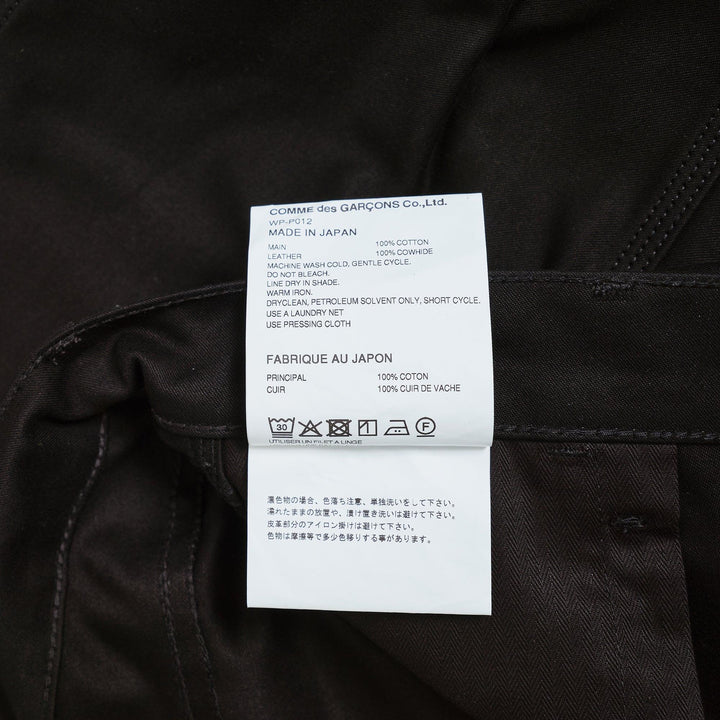 COMME des GARÇONS Co.,Ltd.
WP-P012
MADE IN JAPAN
MAIN 100% COTTON
LEATHER 100% COWHIDE
MACHINE WASH COLD, GENTLE CYCLE.
DO NOT BLEACH.
LINE DRY IN SHADE.
WARM IRON.
DRYCLEAN, PETROLEUM SOLVENT ONLY, SHORT CYCLE.
USE A LAUNDRY NET
USE PRESSING CLOTH
FABRIQUE AU JAPON
PRINCIPAL 100% COTON
CUIR 100% CUIR DE VACHE
30 F
UTILISER UN FILET A LINGE
濃色物の場合、色落ち注意、単独洗いをして下さい。
濡れたままの放置や、漬け置き洗いは避けて下さい。
皮革部分のアイロン掛けは避けて下さい。
色物は摩擦等で多少色移りする事があります。